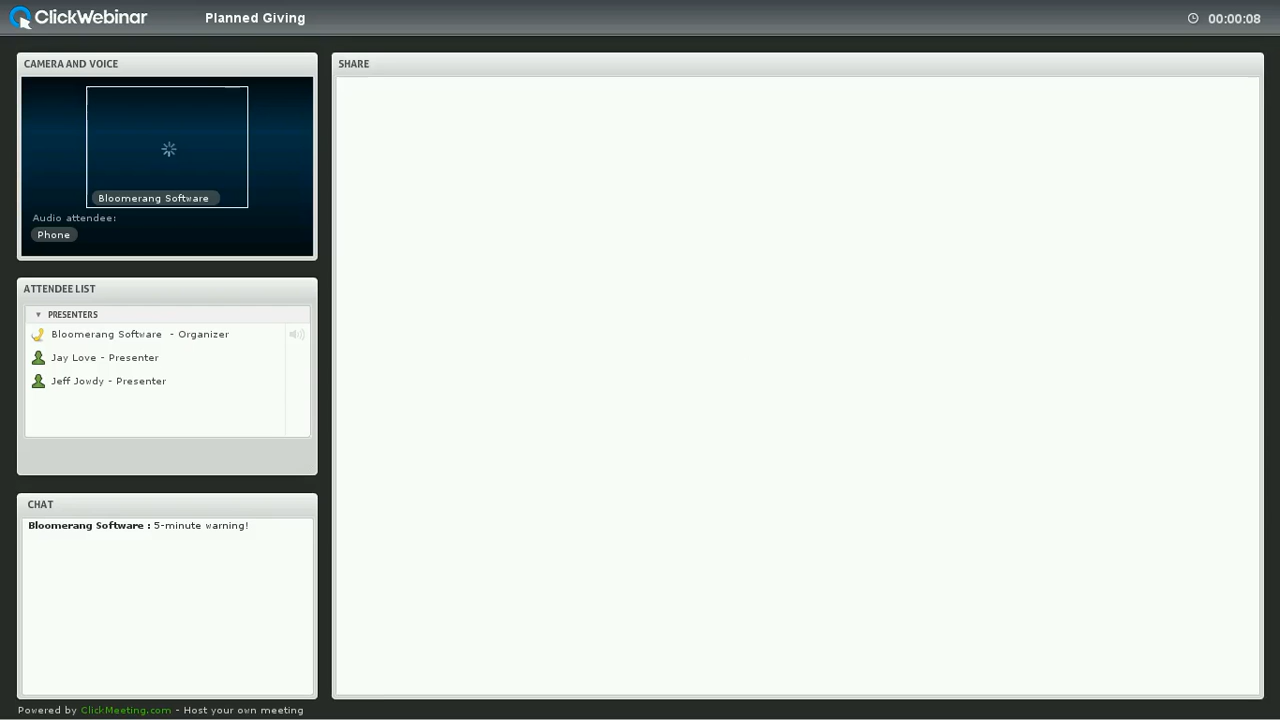 ClickWebinar
Planned Giving
00:00:08
CAMERA AND VOICE
Bloomerang Software
Audio attendee:
Phone
ATTENDEE LIST
PRESENTERS
Bloomerang Software - Organizer
Jay Love - Presenter
Jeff Jowdy - Presenter
CHAT
Bloomerang Software : 5-minute warning!
SHARE
Powered by ClickMeeting.com - Host your own meeting